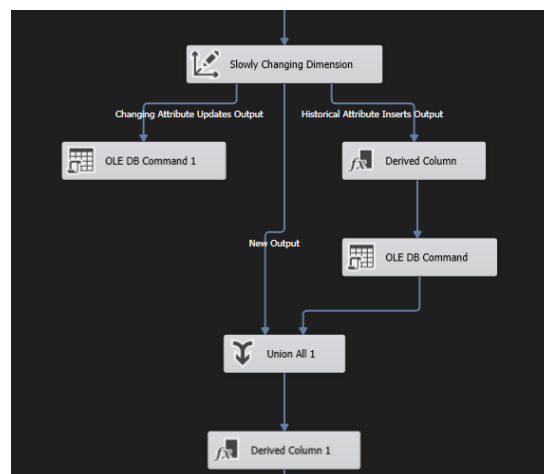 Slowly Changing Dimension
Changing Attribute Updates Output
Historical Attribute Inserts Output
OLE DB Command 1
Derived Column
New Output
OLE DB Command
Union All 1
Derived Column 1